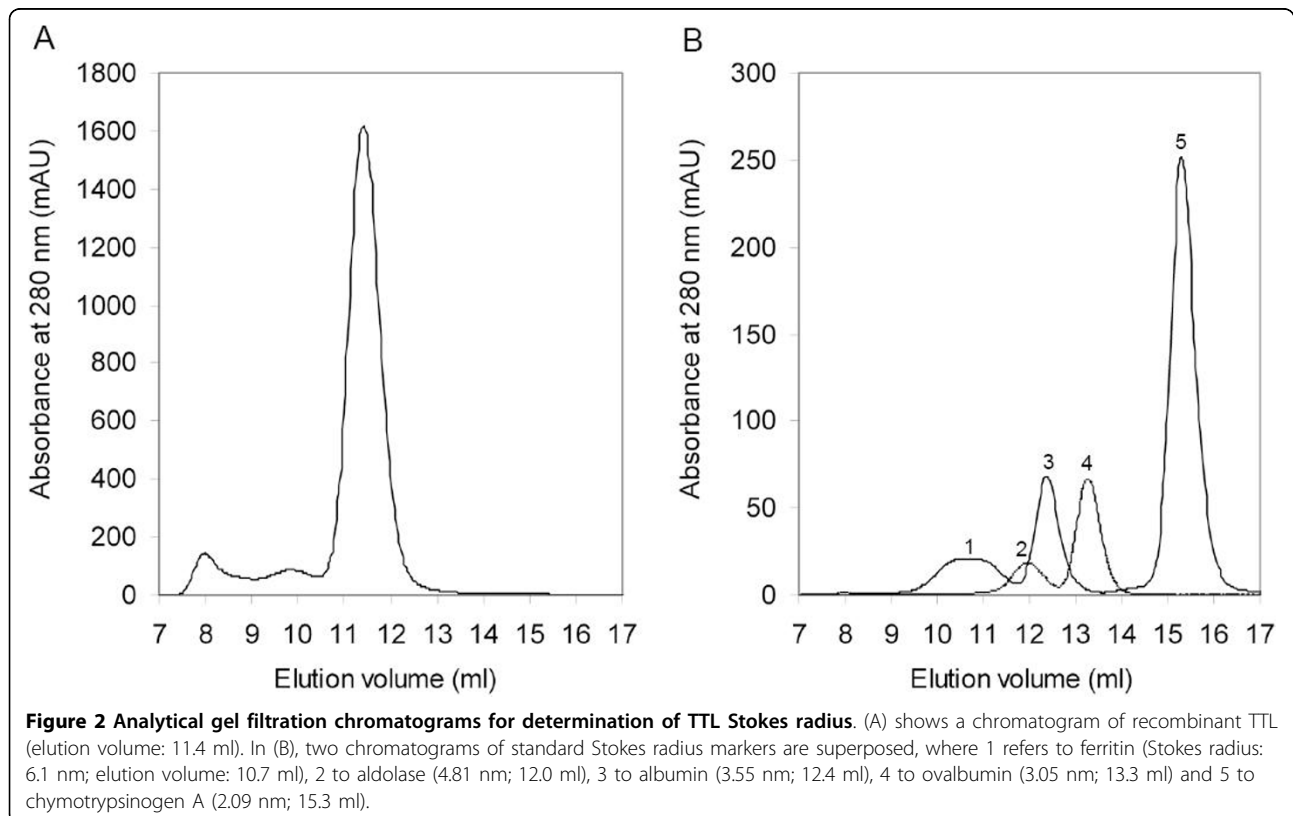 A
1800
1600
1400
1200
1000
800
600
400
200
0
Absorbance at 280 nm (mAU)
7 8 9 10 11 12 13 14 15 16 17
Elution volume (ml)
B
300
250
200
150
100
50
0
Absorbance at 280 nm (mAU)
1
2
3
4
5
7 8 9 10 11 12 13 14 15 16 17
Elution volume (ml)
Figure 2 Analytical gel filtration chromatograms for determination of TTL Stokes radius. (A) shows a chromatogram of recombinant TTL
(elution volume: 11.4 ml). In (B), two chromatograms of standard Stokes radius markers are superposed, where 1 refers to ferritin (Stokes radius:
6.1 nm; elution volume: 10.7 ml), 2 to aldolase (4.81 nm; 12.0 ml), 3 to albumin (3.55 nm; 12.4 ml), 4 to ovalbumin (3.05 nm; 13.3 ml) and 5 to
chymotrypsinogen A (2.09 nm; 15.3 ml).